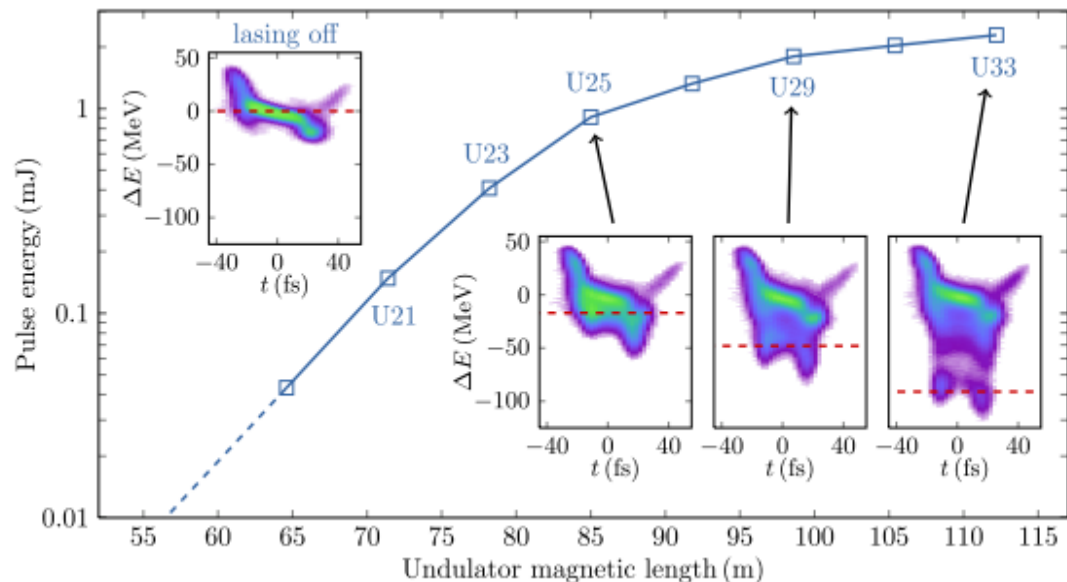 lasing off
50
0
−50
−100
ΔE (MeV)
−40 0 40
t (fs)
U21
U23
U25
U29
U33
50
0
−50
−100
ΔE (MeV)
−40 0 40
t (fs)
−40 0 40
t (fs)
−40 0 40
t (fs)
1
0.1
0.01
Pulse energy (mJ)
55 60 65 70 75 80 85 90 95 100 105 110 115
Undulator magnetic length (m)